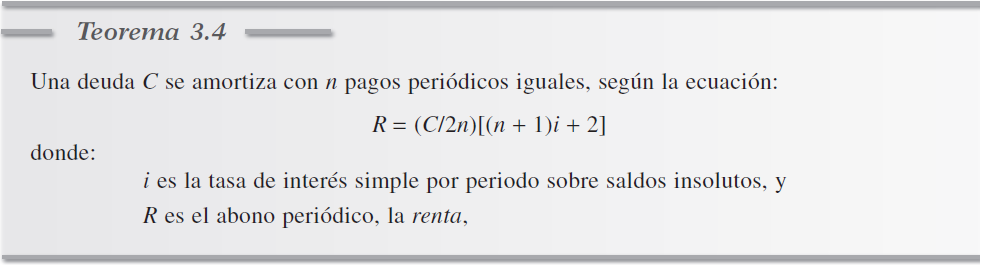 Teorema 3.4
Una deuda C se amortiza con n pagos periódicos iguales, según la ecuación:
R = (C/2n)[(n + 1)i + 2]
donde:
i es la tasa de interés simple por periodo sobre saldos insolutos, y
R es el abono periódico, la renta,